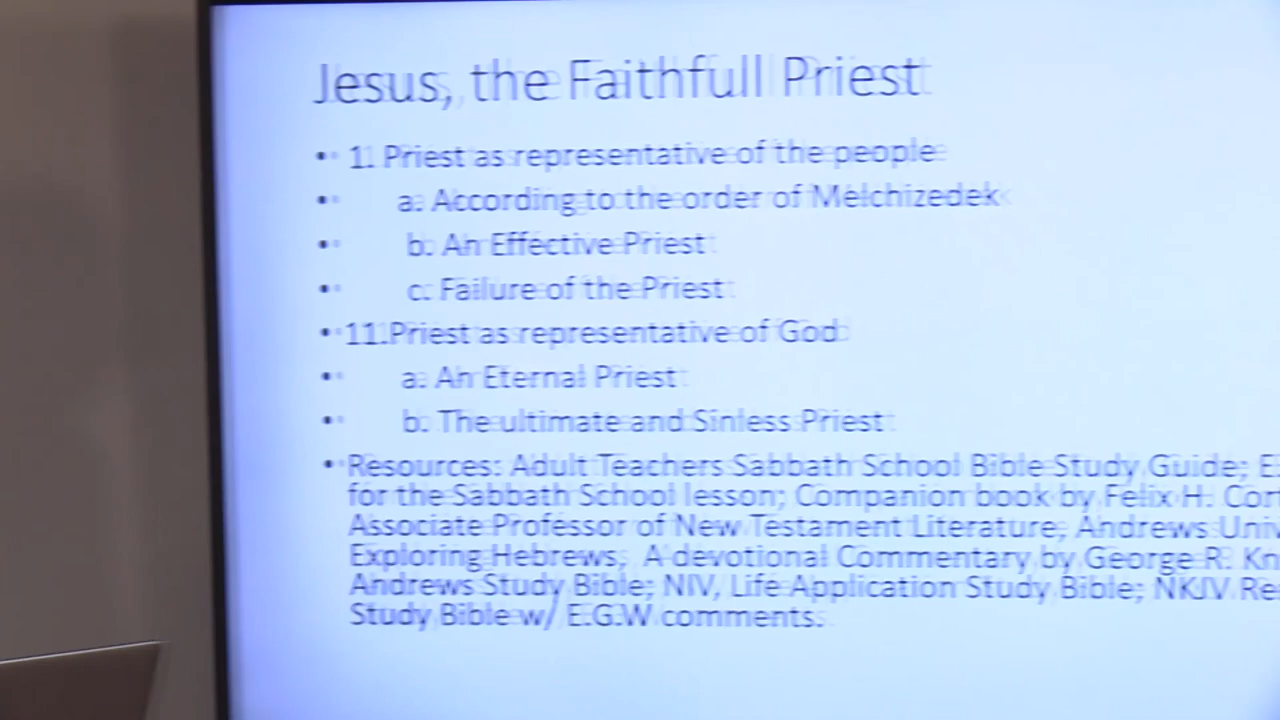 Jesus, the Faithfull Priest
• 1. Priest as representative of the people
• a. According to the order of Melchizedek
• b. An Effective Priest
• c. Failure of the Priest
• 11.Priest as representative of God
• a. An Eternal Priest
• b. The ultimate and Sinless Priest
• Resources: Adult Teachers Sabbath School Bible Study Guide;
for the Sabbath School lesson; Companion book by Felix H.
Associate Professor of New Testament Literature, Andrews
Exploring Hebrews, A devotional Commentary by George R.
Andrews Study Bible; NIV, Life Application Study Bible; NKJV
Study Bible w/ E.G.W comments.